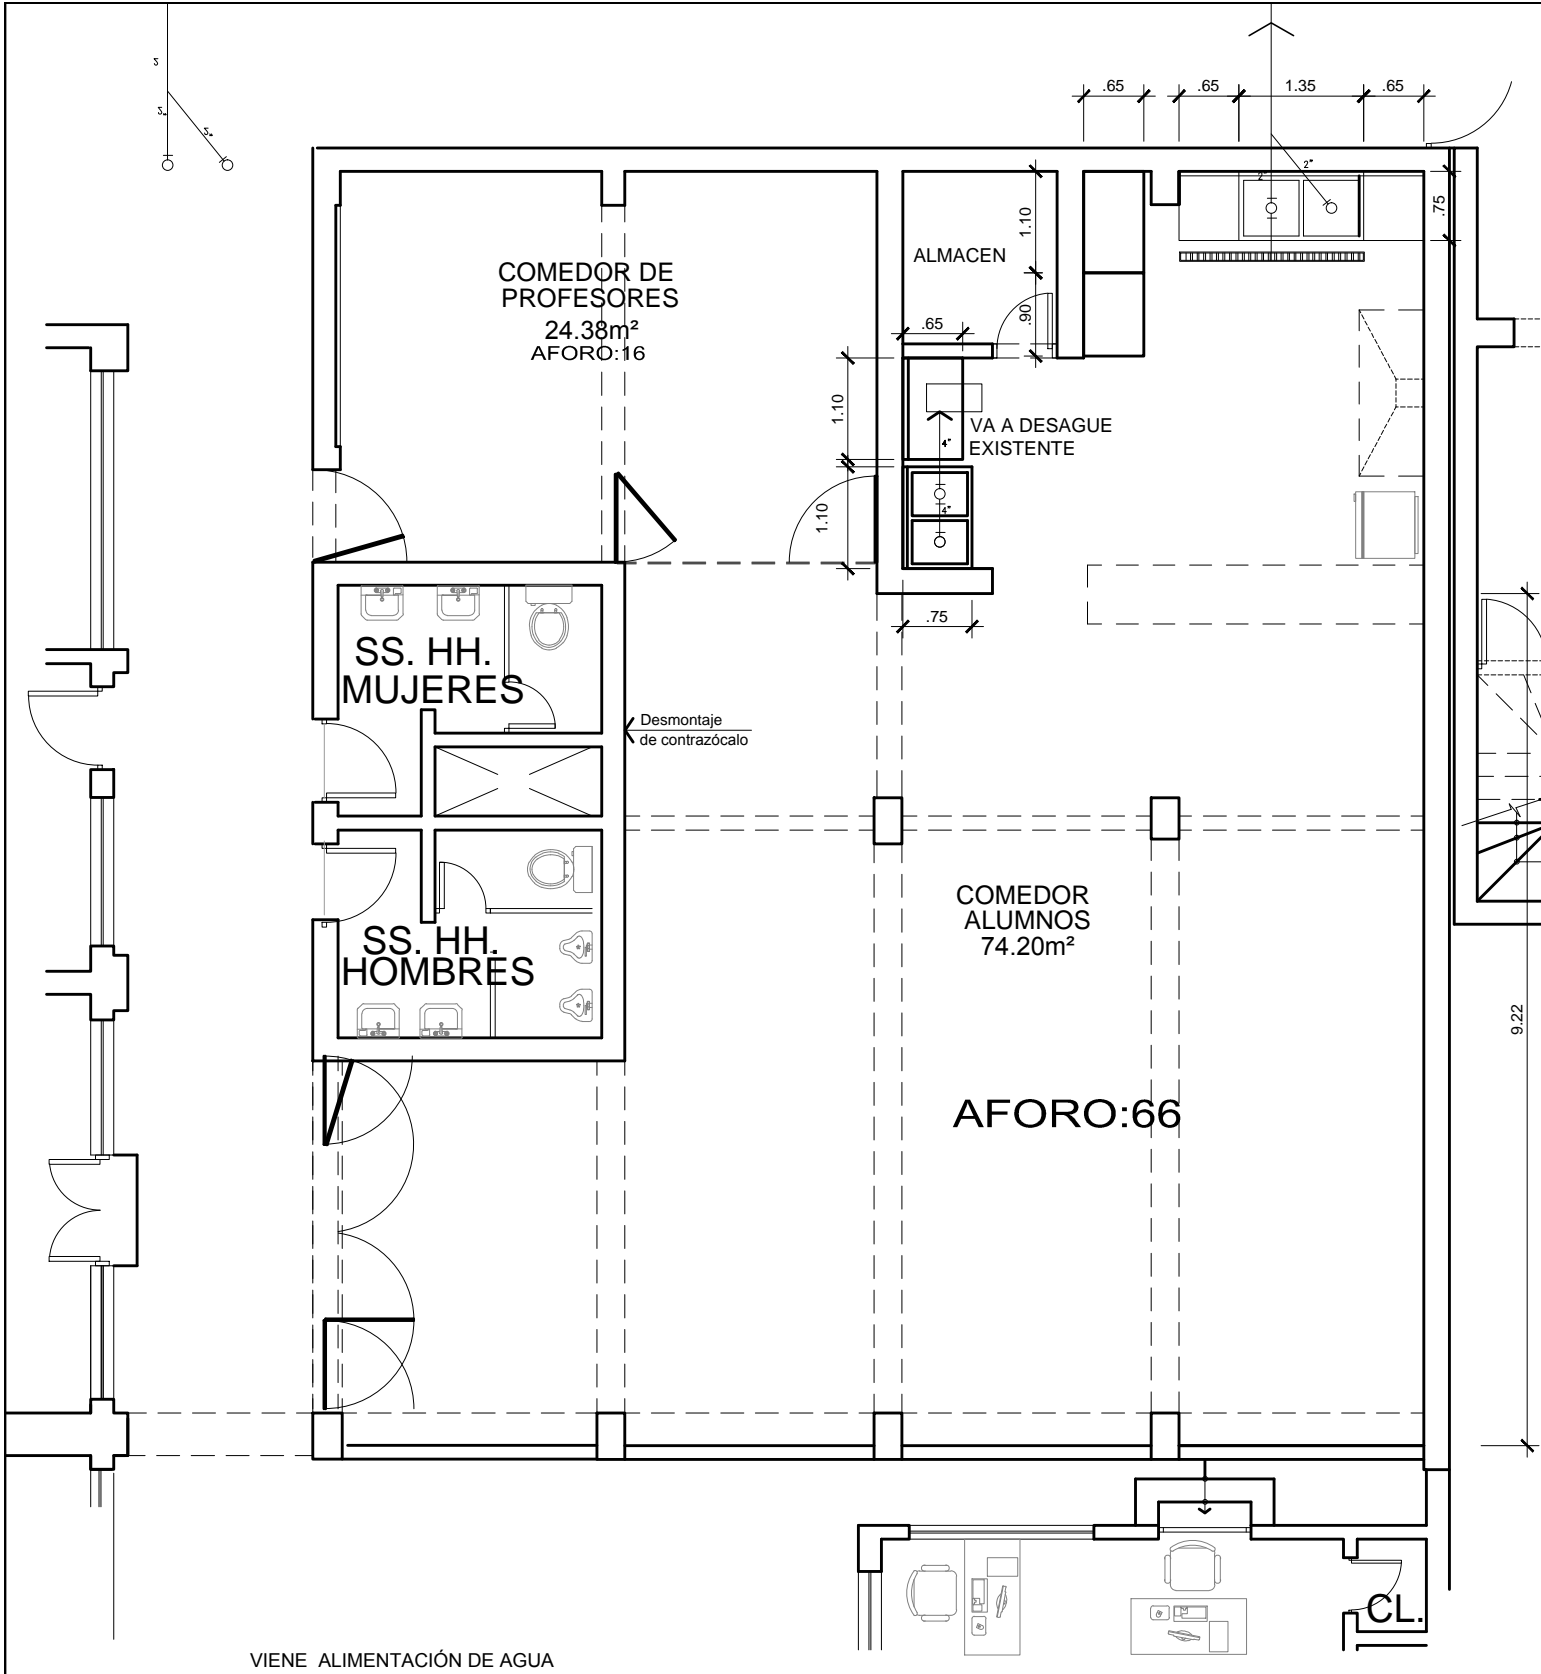 .65
.65
1.35
.65
2"
2"
.75
1.10
ALMACEN
COMEDOR DE
PROFESORES
24.38m²
AFORO:16
.90
.65
1.10
VA A DESAGUE
EXISTENTE
4"
1.10
4"
.75
SS. HH.
MUJERES
Desmontaje
de contrazócalo
COMEDOR
ALUMNOS
74.20m²
SS. HH.
HOMBRES
9.22
AFORO:66
CL.
VIENE ALIMENTACIÓN DE AGUA